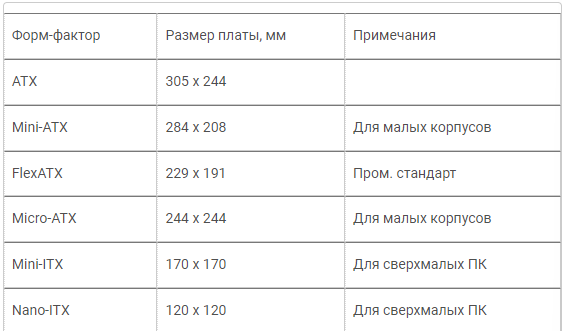 Форм-фактор Размер платы, мм Примечания
ATX 305 x 244
Mini-ATX 284 x 208 Для малых корпусов
FlexATX 229 x 191 Пром. стандарт
Micro-ATX 244 x 244 Для малых корпусов
Mini-ITX 170 x 170 Для сверхмалых ПК
Nano-ITX 120 x 120 Для сверхмалых ПК